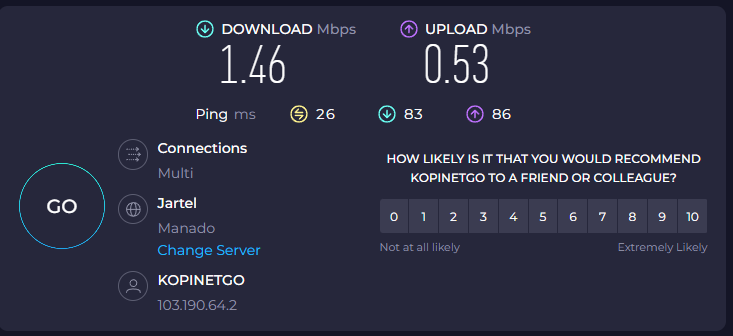 DOWNLOAD Mbps
1.46
UPLOAD Mbps
0.53
Ping ms 26 83 86
Connections
Multi
Jartel
Manado
Change Server
KOPINETGO
103.190.64.2
GO
HOW LIKELY IS IT THAT YOU WOULD RECOMMEND
KOPINETGO TO A FRIEND OR COLLEAGUE?
0 1 2 3 4 5 6 7 8 9 10
Not at all likely Extremely Likely